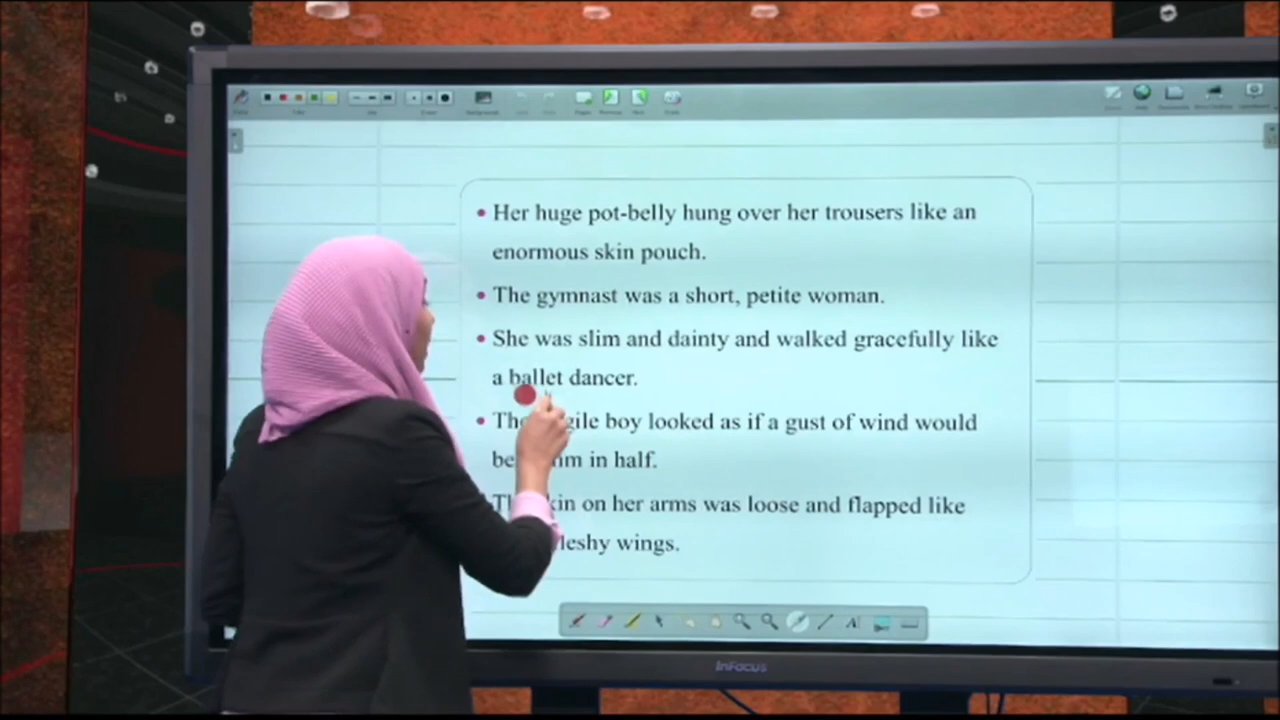 • Her huge pot-belly hung over her trousers like an
enormous skin pouch.
• The gymnast was a short, petite woman.
• She was slim and dainty and walked gracefully like
a ballet dancer.
• boy looked as if a gust of wind would
in half.
on her arms was loose and flapped like
wings.
InFocus